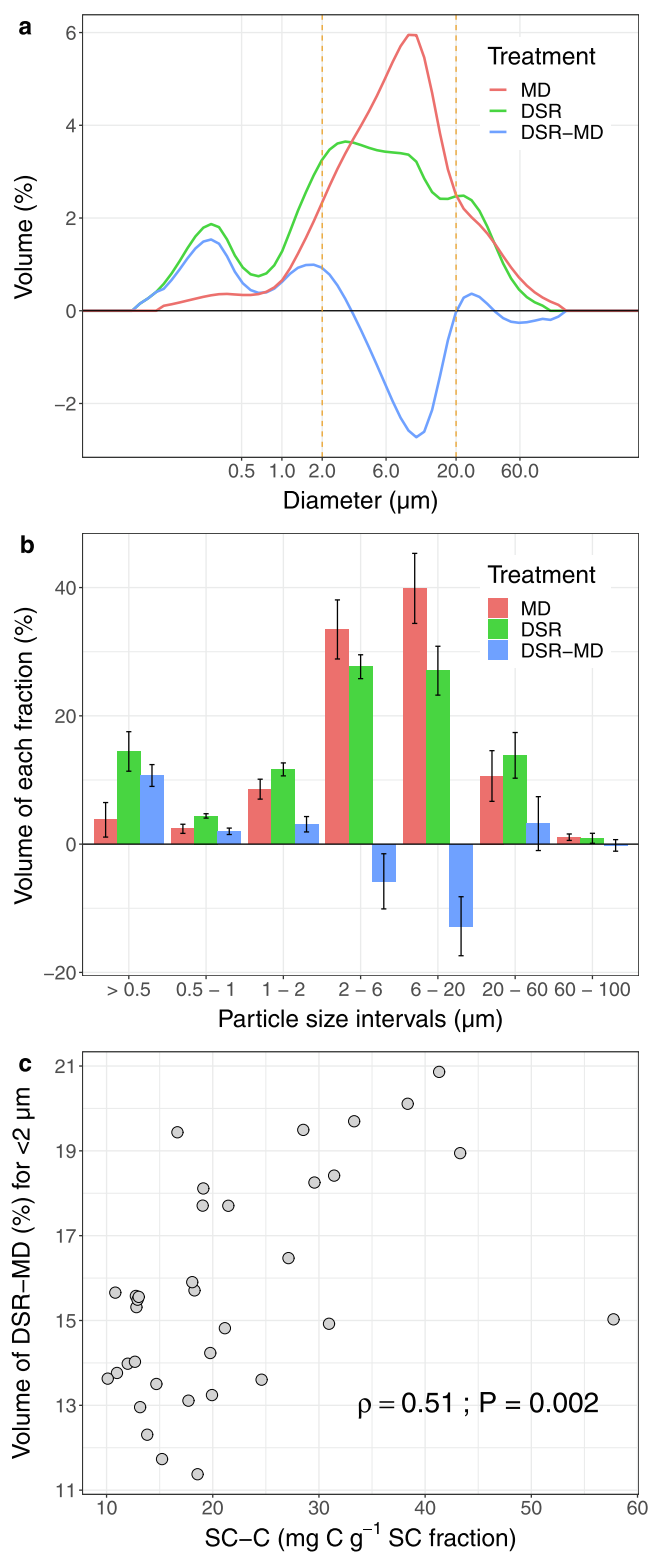 a
6
4
2
0
−2
Volume (%)
Treatment
MD
DSR
DSR−MD
0.5 1.0 2.0 6.0 20.0 60.0
Diameter (µm)
b
40
20
0
−20
Volume of each fraction (%)
Treatment
MD
DSR
DSR−MD
> 0.5 0.5 − 1 1 − 2 2 − 6 6 − 20 20 − 60 60 − 100
Particle size intervals (µm)
c
21
19
17
15
13
11
Volume of DSR−MD (%) for <2 µm
ρ = 0.51 ; P = 0.002
10 20 30 40 50 60
SC−C (mg C g⁻¹ SC fraction)